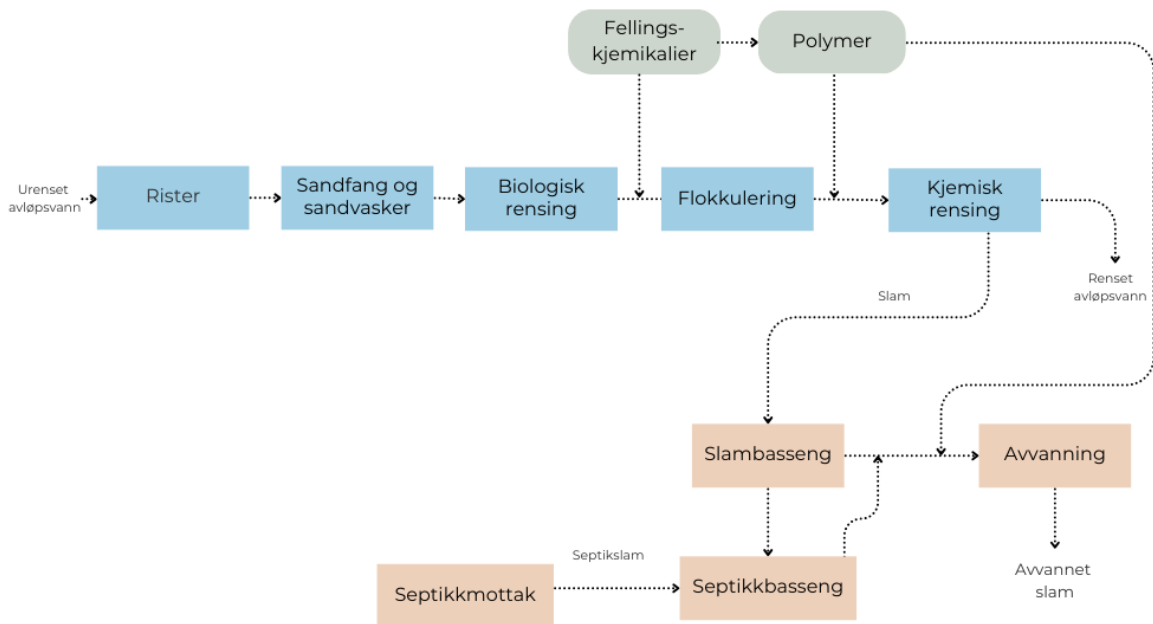 Fellings-
kjemikalier
Polymer
Urenset
avløpsvann
Rister
Sandfang og
sandvasker
Biologisk
rensing
Flokkulering
Kjemisk
rensing
Renset
avløpsvann
Slam
Slambasseng
Avvanning
Septikslam
Septikkmottak
Septikkbasseng
Avvannet
slam